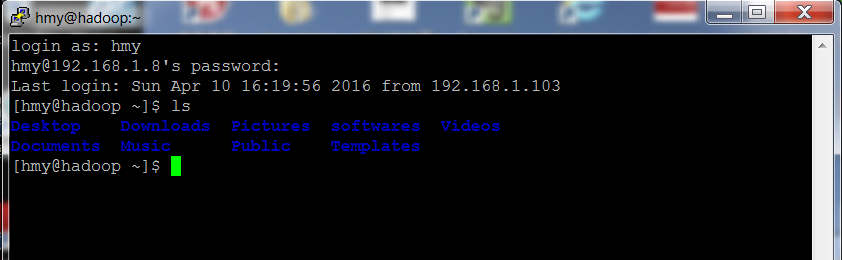 hmy@hadoop:~
login as: hmy
hmy@192.168.1.8's password:
Last login: Sun Apr 10 16:19:56 2016 from 192.168.1.103
[hmy@hadoop ~]$ ls
Desktop    Downloads  Pictures  softwares  Videos
Documents  Music      Public    Templates
[hmy@hadoop ~]$